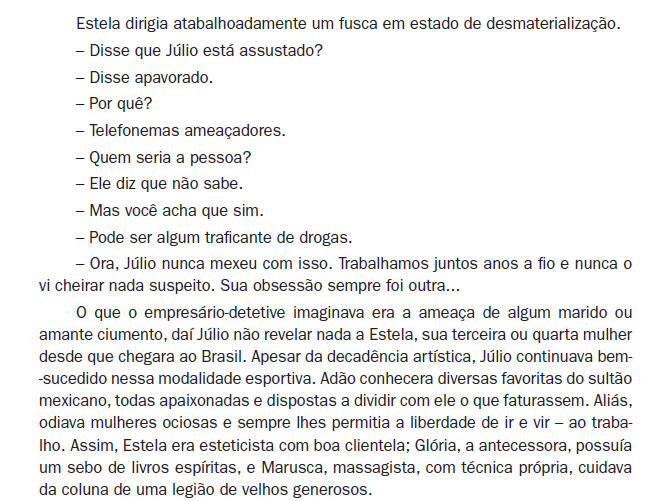 Estela dirigia atabalhoadamente um fusca em estado de desmaterialização.
– Disse que Júlio está assustado?
– Disse apavorado.
– Por quê?
– Telefonemas ameaçadores.
– Quem seria a pessoa?
– Ele diz que não sabe.
– Mas você acha que sim.
– Pode ser algum traficante de drogas.
– Ora, Júlio nunca mexeu com isso. Trabalhamos juntos anos a fio e nunca o
vi cheirar nada suspeito. Sua obsessão sempre foi outra...
O que o empresário-detetive imaginava era a ameaça de algum marido ou
amante ciumento, daí Júlio não revelar nada a Estela, sua terceira ou quarta mulher
desde que chegara ao Brasil. Apesar da decadência artística, Júlio continuava bem-
-sucedido nessa modalidade esportiva. Adão conhecera diversas favoritas do sultão
mexicano, todas apaixonadas e dispostas a dividir com ele o que faturassem. Aliás,
odiava mulheres ociosas e sempre lhes permitia a liberdade de ir e vir – ao traba-
lho. Assim, Estela era esteticista com boa clientela; Glória, a antecessora, possuía
um sebo de livros espíritas, e Marusca, massagista, com técnica própria, cuidava
da coluna de uma legião de velhos generosos.